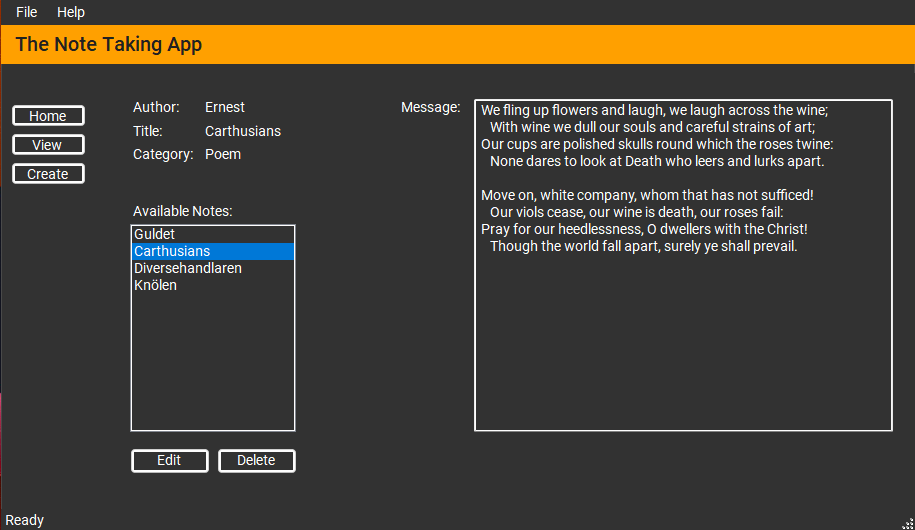 File Help
The Note Taking App
Home
View
Create
Author: Ernest
Title: Carthusians
Category: Poem
Available Notes:
Guldet
Carthusians
Diversehandlaren
Knölen
Edit Delete
Message:
We fling up flowers and laugh, we laugh across the wine;
With wine we dull our souls and careful strains of art;
Our cups are polished skulls round which the roses twine:
None dares to look at Death who leers and lurks apart.
Move on, white company, whom that has not sufficed!
Our viols cease, our wine is death, our roses fail:
Pray for our heedlessness, O dwellers with the Christ!
Though the world fall apart, surely ye shall prevail.
Ready